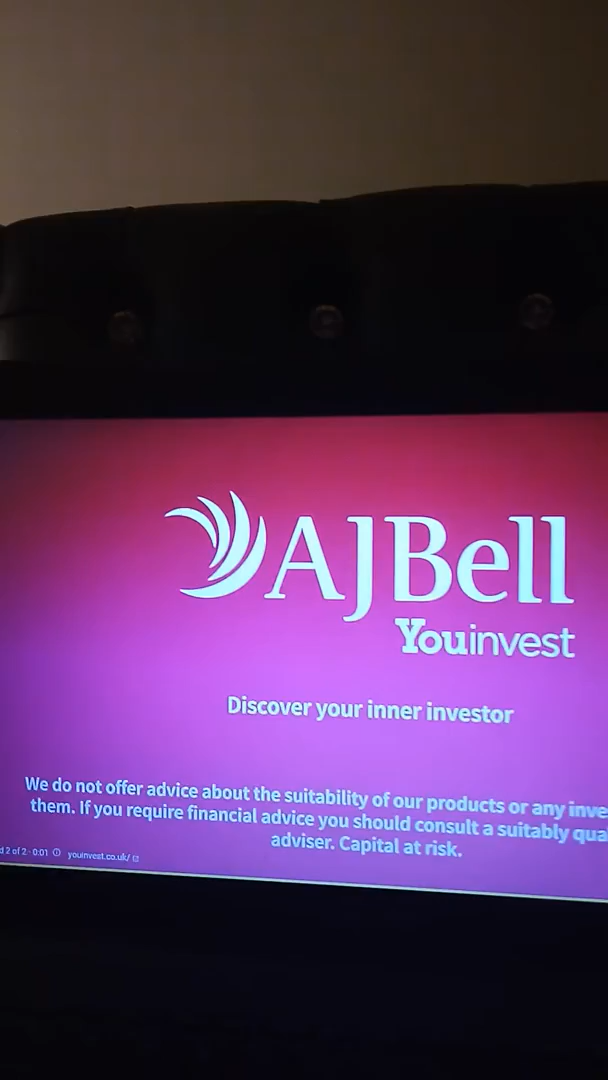 AJBell
Youinvest
Discover your inner investor
We do not offer advice about the suitability of our products or any
them. If you require financial advice you should consult a suitably
adviser. Capital at risk.
2 of 2 · 0:01 youinvest.co.uk/